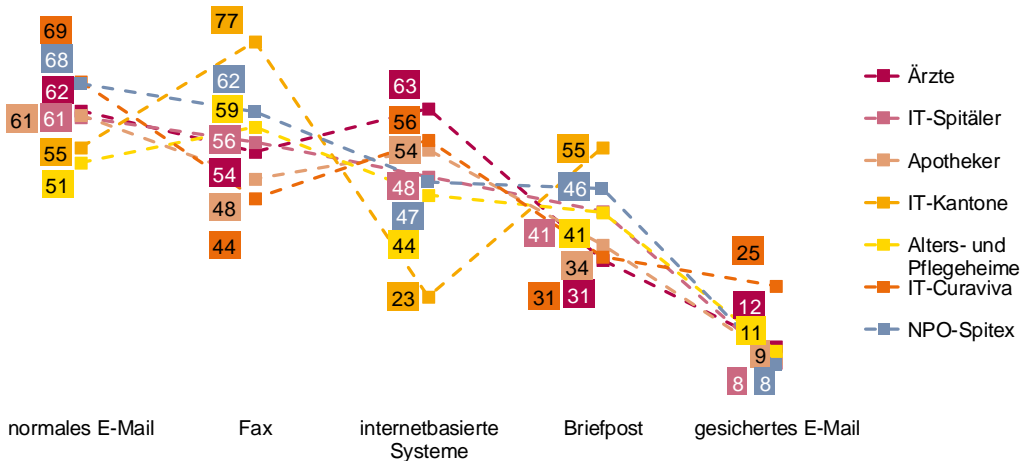 69
68
62
61 61
55
51
77
62
59
56
54
48
44
63
56
54
48
47
44
23
55
46
41 41
34
31 31
25
12
11
9
8 8
Ärzte
IT-Spitäler
Apotheker
IT-Kantone
Alters- und
Pflegeheime
IT-Curaviva
NPO-Spitex
normales E-Mail
Fax
internetbasierte
Systeme
Briefpost
gesichertes E-Mail